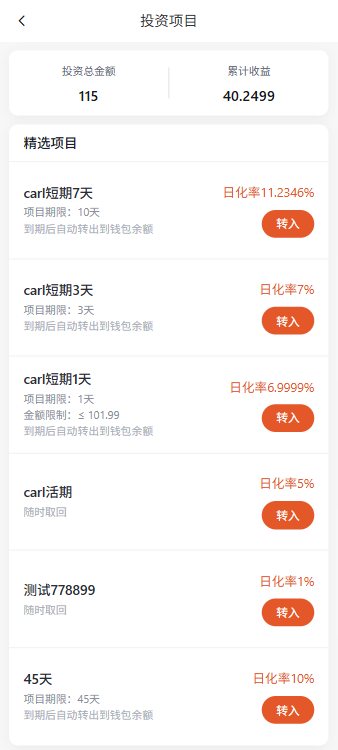 投资项目
投资总金额
累计收益
115
40.2499
精选项目
carl短期7天
日化率11.2346%
项目期限：10天
到期后自动转出到钱包余额
转入
carl短期3天
日化率7%
项目期限：3天
到期后自动转出到钱包余额
转入
carl短期1天
日化率6.9999%
项目期限：1天
金额限制：≤ 101.99
到期后自动转出到钱包余额
转入
carl活期
日化率5%
随时取回
转入
测试778899
日化率1%
随时取回
转入
45天
日化率10%
项目期限：45天
到期后自动转出到钱包余额
转入